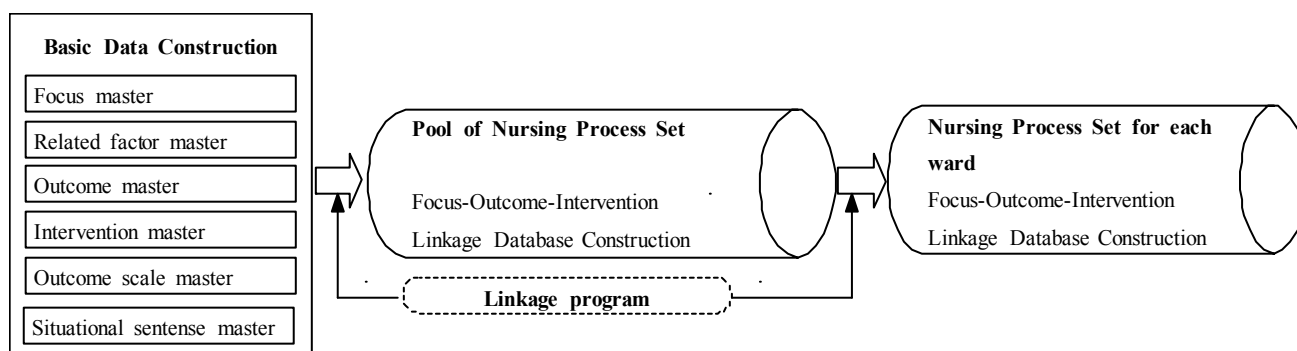 Basic Data Construction
Focus master
Related factor master
Outcome master
Intervention master
Outcome scale master
Situational sentense master
Pool of Nursing Process Set
Focus-Outcome-Intervention
Linkage Database Construction
Linkage program
Nursing Process Set for each
ward
Focus-Outcome-Intervention
Linkage Database Construction